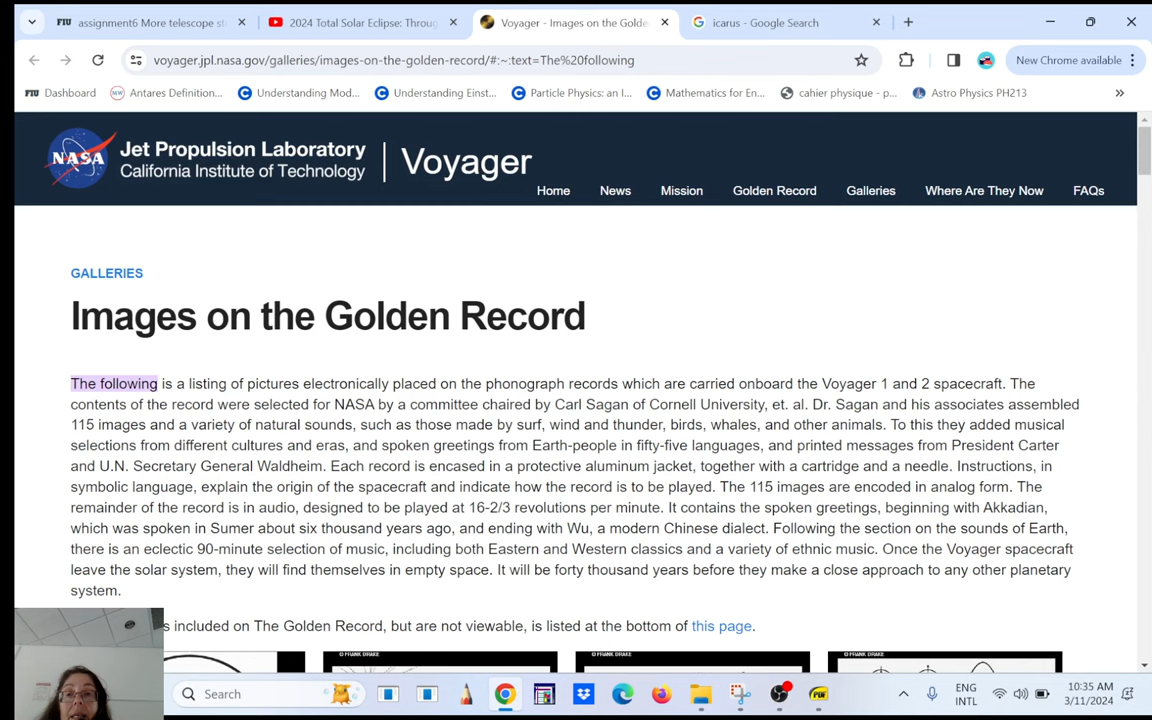 assignment6 More telescope st
2024 Total Solar Eclipse: Throug
Voyager - Images on the Golde
icarus - Google Search
voyager.jpl.nasa.gov/galleries/images-on-the-golden-record/#:~:text=The%20following
New Chrome available
FIU Dashboard
MW Antares Definition...
Understanding Mod...
Understanding Einst...
Particle Physics: an I...
Mathematics for En...
cahier physique - p...
Astro Physics PH213
NASA
Jet Propulsion Laboratory
California Institute of Technology
Voyager
Home News Mission Golden Record Galleries Where Are They Now FAQs
GALLERIES
Images on the Golden Record
The following is a listing of pictures electronically placed on the phonograph records which are carried onboard the Voyager 1 and 2 spacecraft. The
contents of the record were selected for NASA by a committee chaired by Carl Sagan of Cornell University, et. al. Dr. Sagan and his associates assembled
115 images and a variety of natural sounds, such as those made by surf, wind and thunder, birds, whales, and other animals. To this they added musical
selections from different cultures and eras, and spoken greetings from Earth-people in fifty-five languages, and printed messages from President Carter
and U.N. Secretary General Waldheim. Each record is encased in a protective aluminum jacket, together with a cartridge and a needle. Instructions, in
symbolic language, explain the origin of the spacecraft and indicate how the record is to be played. The 115 images are encoded in analog form. The
remainder of the record is in audio, designed to be played at 16-2/3 revolutions per minute. It contains the spoken greetings, beginning with Akkadian,
which was spoken in Sumer about six thousand years ago, and ending with Wu, a modern Chinese dialect. Following the section on the sounds of Earth,
there is an eclectic 90-minute selection of music, including both Eastern and Western classics and a variety of ethnic music. Once the Voyager spacecraft
leave the solar system, they will find themselves in empty space. It will be forty thousand years before they make a close approach to any other planetary
system.
s included on The Golden Record, but are not viewable, is listed at the bottom of this page.
© FRANK DRAKE
© FRANK DRAKE
© FRANK DRAKE
Search
PDF
ENG
INTL
10:35 AM
3/11/2024